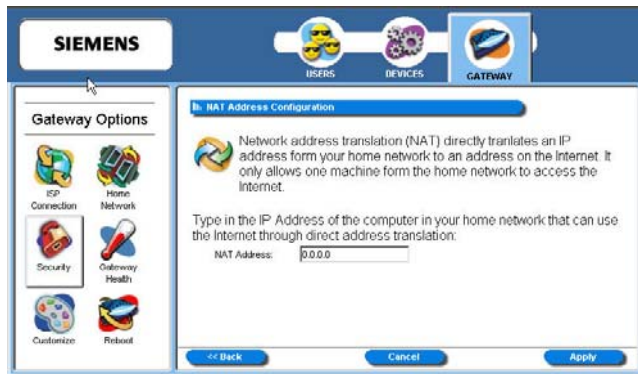 SIEMENS
USERS
DEVICES
GATEWAY
Gateway Options
ISP
Connection
Home
Network
Security
Gateway
Health
Customize
Reboot
NAT Address Configuration
Network address translation (NAT) directly tranlates an IP
address form your home network to an address on the Internet. It
only allows one machine form the home network to access the
Internet.
Type in the IP Address of the computer in your home network that can use
the Internet through direct address translation:
NAT Address: 0.0.0.0
<< Back
Cancel
Apply